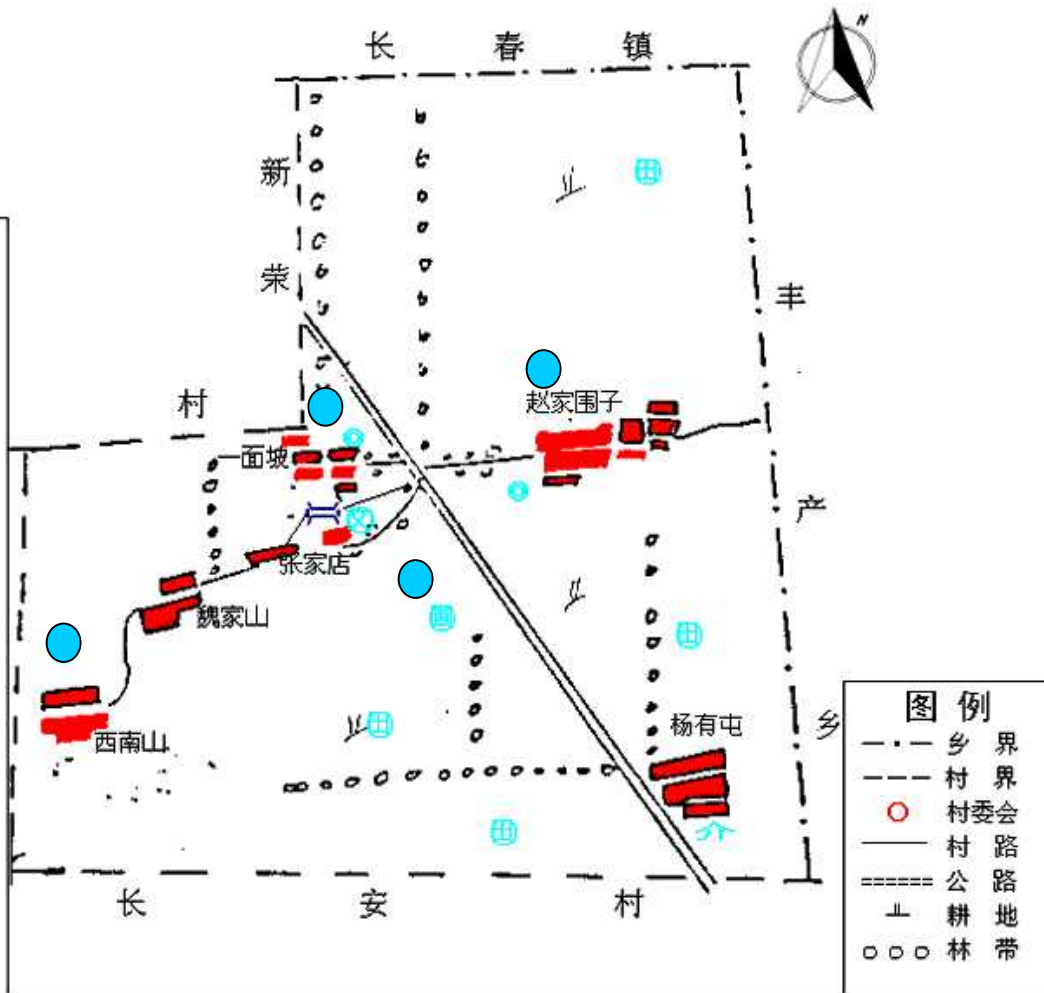 N
长春镇
新荣村
丰产乡
赵家围子
一面坡
张家店
魏家山
西南山
杨有屯
长安村
图例
乡界
村界
村委会
村路
公路
耕地
林带